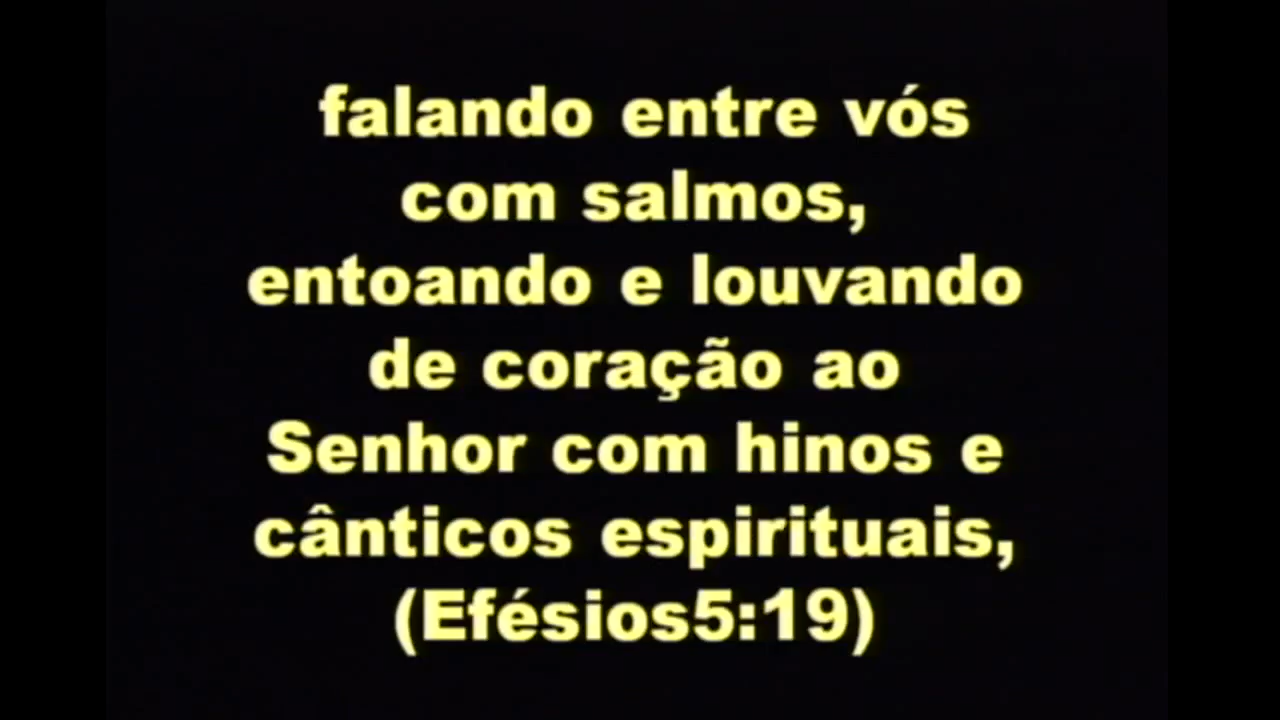 falando entre vós
com salmos,
entoando e louvando
de coração ao
Senhor com hinos e
cânticos espirituais,
(Efésios5:19)